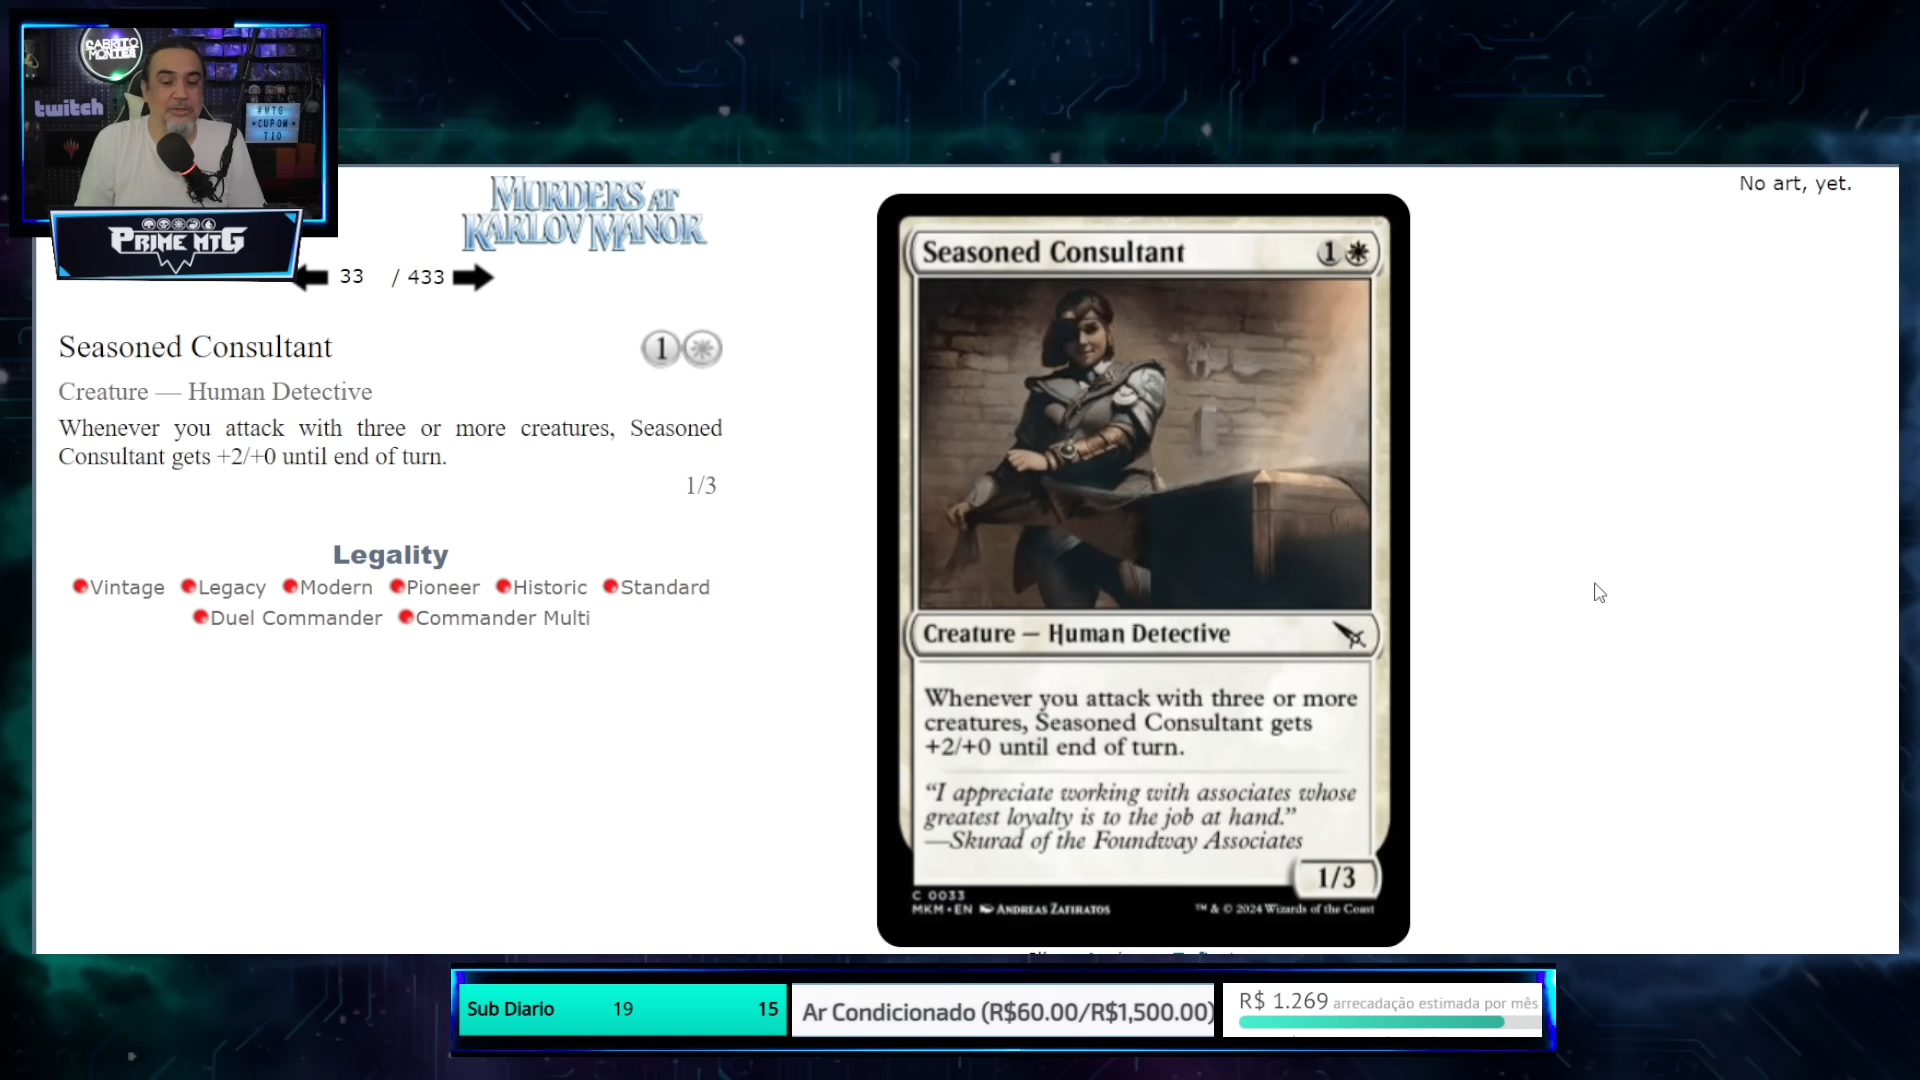 CABRITO
MONTES
twitch
#MTG
CUPOM
TIO
PRIME MTG
MURDERS AT
KARLOV MANOR
33 / 433
No art, yet.
Seasoned Consultant 1
Creature — Human Detective
Whenever you attack with three or more creatures, Seasoned
Consultant gets +2/+0 until end of turn.
1/3
Legality
Vintage Legacy Modern Pioneer Historic Standard
Duel Commander Commander Multi
Seasoned Consultant 1
Creature — Human Detective
Whenever you attack with three or more
creatures, Seasoned Consultant gets
+2/+0 until end of turn.
“I appreciate working with associates whose
greatest loyalty is to the job at hand.”
—Skurad of the Foundway Associates
1/3
C 0033
MKM • EN ANDREAS ZAFIRATOS ™ & © 2024 Wizards of the Coast
Sub Diario 19 15
Ar Condicionado (R$60.00/R$1,500.00)
R$ 1.269 arrecadação estimada por mês